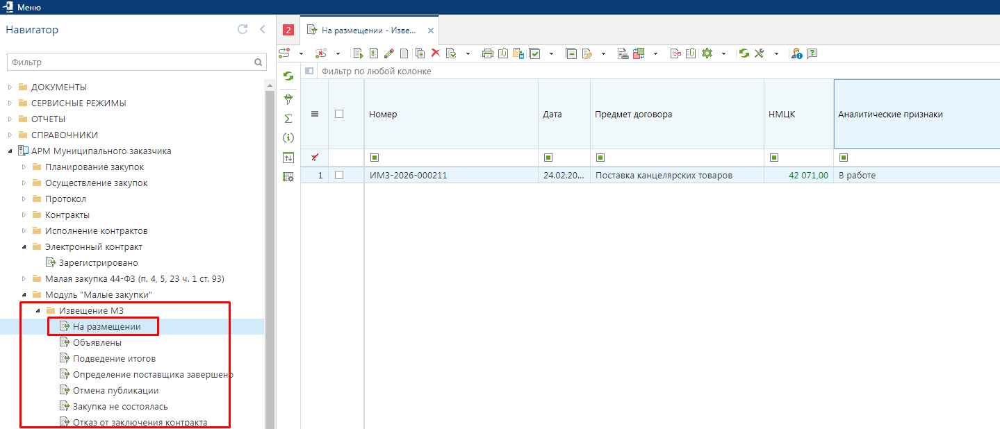 Меню
Навигатор
Фильтр
ДОКУМЕНТЫ
СЕРВИСНЫЕ РЕЖИМЫ
ОТЧЕТЫ
СПРАВОЧНИКИ
АРМ Муниципального заказчика
Планирование закупок
Осуществление закупок
Протокол
Контракты
Исполнение контрактов
Электронный контракт
Зарегистрировано
Малая закупка 44-ФЗ (п. 4, 5, 23 ч. 1 ст. 93)
Модуль "Малые закупки"
Извещение МЗ
На размещении
Объявлены
Подведение итогов
Определение поставщика завершено
Отмена публикации
Закупка не состоялась
Отказ от заключения контракта
2 На размещении - Изве...
Фильтр по любой колонке
Номер Дата Предмет договора НМЦК Аналитические признаки
1 ИМЗ-2026-000211 24.02.20... Поставка канцелярских товаров 42 071,00 В работе